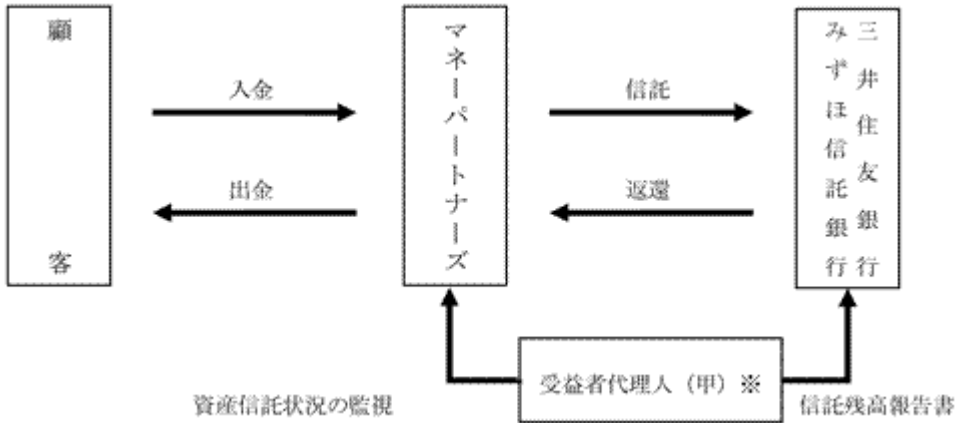 顧客
入金
出金
マネーパートナーズ
信託
返還
三井住友銀行
みずほ信託銀行
受益者代理人（甲）※
資産信託状況の監視
信託残高報告書